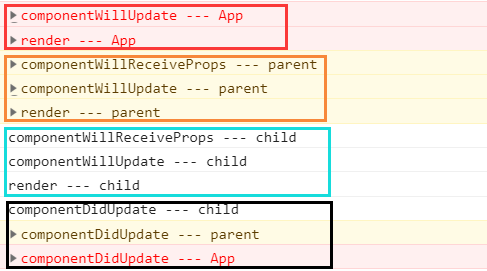 componentWillUpdate --- App
render --- App
componentWillReceiveProps --- parent
componentWillUpdate --- parent
render --- parent
componentWillReceiveProps --- child
componentWillUpdate --- child
render --- child
componentDidUpdate --- child
componentDidUpdate --- parent
componentDidUpdate --- App